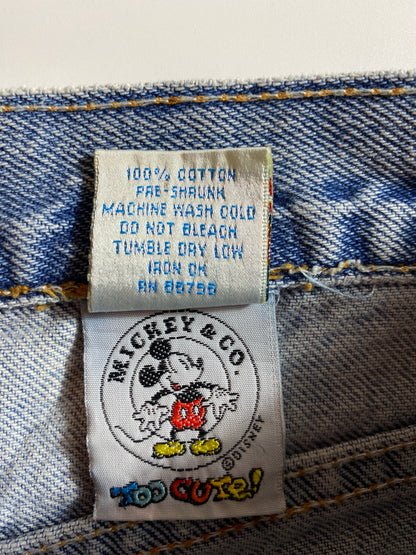 100% COTTON
PRE-SHRUNK
MACHINE WASH COLD
DO NOT BLEACH
TUMBLE DRY LOW
IRON OK
RN 88798
MICKEY & CO.
©DISNEY
TOO CUTE!